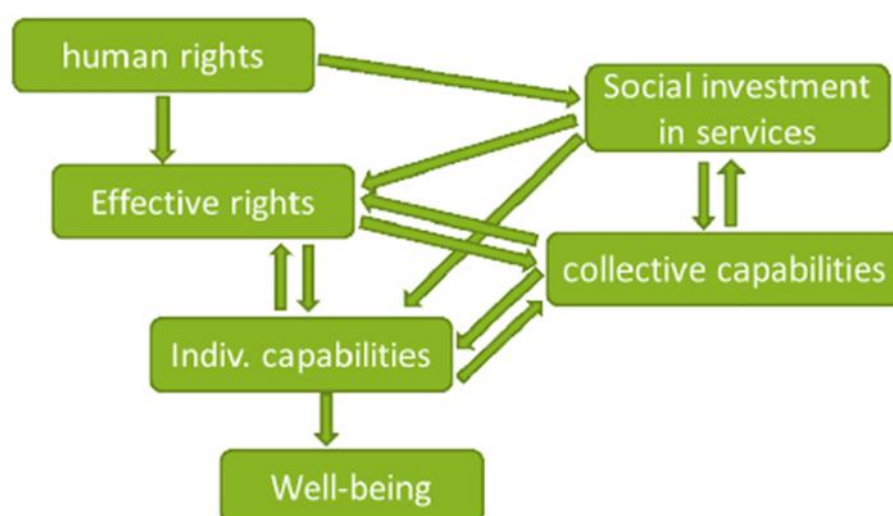 human rights
Social investment
in services
Effective rights
collective capabilities
Indiv. capabilities
Well-being